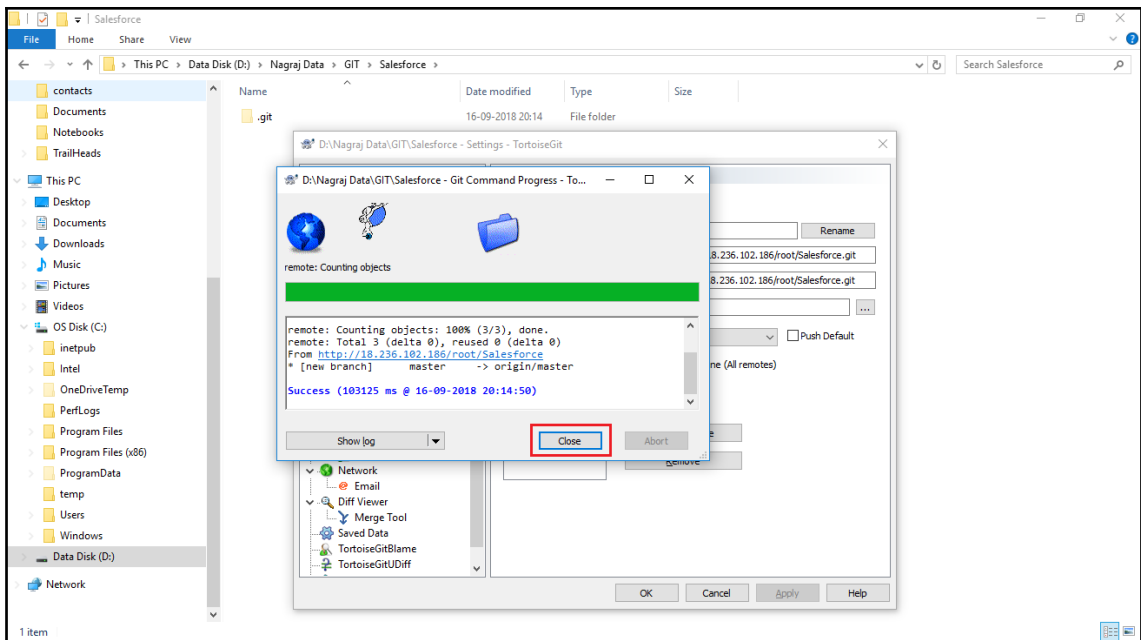 Salesforce
File Home Share View
This PC > Data Disk (D:) > Nagraj Data > GIT > Salesforce >
Search Salesforce
contacts
Documents
Notebooks
TrailHeads
This PC
Desktop
Documents
Downloads
Music
Pictures
Videos
OS Disk (C:)
inetpub
Intel
OneDriveTemp
PerfLogs
Program Files
Program Files (x86)
ProgramData
temp
Users
Windows
Data Disk (D:)
Network
1 item
Name Date modified Type Size
.git 16-09-2018 20:14 File folder
D:\Nagraj Data\GIT\Salesforce - Settings - TortoiseGit
Rename
8.236.102.186/root/Salesforce.git
8.236.102.186/root/Salesforce.git
...
Push Default
ne (All remotes)
Remove
Network
Email
Diff Viewer
Merge Tool
Saved Data
TortoiseGitBlame
TortoiseGitUDiff
OK Cancel Apply Help
D:\Nagraj Data\GIT\Salesforce - Git Command Progress - To...
remote: Counting objects
remote: Counting objects: 100% (3/3), done.
remote: Total 3 (delta 0), reused 0 (delta 0)
From http://18.236.102.186/root/Salesforce
* [new branch] master -> origin/master
Success (103125 ms @ 16-09-2018 20:14:50)
Show log Close Abort